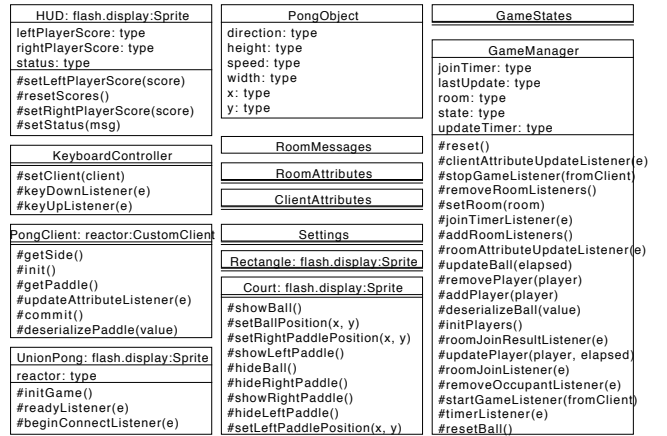 HUD: flash.display:Sprite
leftPlayerScore: type
rightPlayerScore: type
status: type
#setLeftPlayerScore(score)
#resetScores()
#setRightPlayerScore(score)
#setStatus(msg)
KeyboardController
#setClient(client)
#keyDownListener(e)
#keyUpListener(e)
PongClient: reactor:CustomClient
#getSide()
#init()
#getPaddle()
#updateAttributeListener(e)
#commit()
#deserializePaddle(value)
UnionPong: flash.display:Sprite
reactor: type
#initGame()
#readyListener(e)
#beginConnectListener(e)
PongObject
direction: type
height: type
speed: type
width: type
x: type
y: type
RoomMessages
RoomAttributes
ClientAttributes
Settings
Rectangle: flash.display:Sprite
Court: flash.display:Sprite
#showBall()
#setBallPosition(x, y)
#setRightPaddlePosition(x, y)
#showLeftPaddle()
#hideBall()
#hideRightPaddle()
#showRightPaddle()
#hideLeftPaddle()
#setLeftPaddlePosition(x, y)
GameStates
GameManager
joinTimer: type
lastUpdate: type
room: type
state: type
updateTimer: type
#reset()
#clientAttributeUpdateListener(e)
#stopGameListener(fromClient)
#removeRoomListeners()
#setRoom(room)
#joinTimerListener(e)
#addRoomListeners()
#roomAttributeUpdateListener(e)
#updateBall(elapsed)
#removePlayer(player)
#addPlayer(player)
#deserializeBall(value)
#initPlayers()
#roomJoinResultListener(e)
#updatePlayer(player, elapsed)
#roomJoinListener(e)
#removeOccupantListener(e)
#startGameListener(fromClient)
#timerListener(e)
#resetBall()